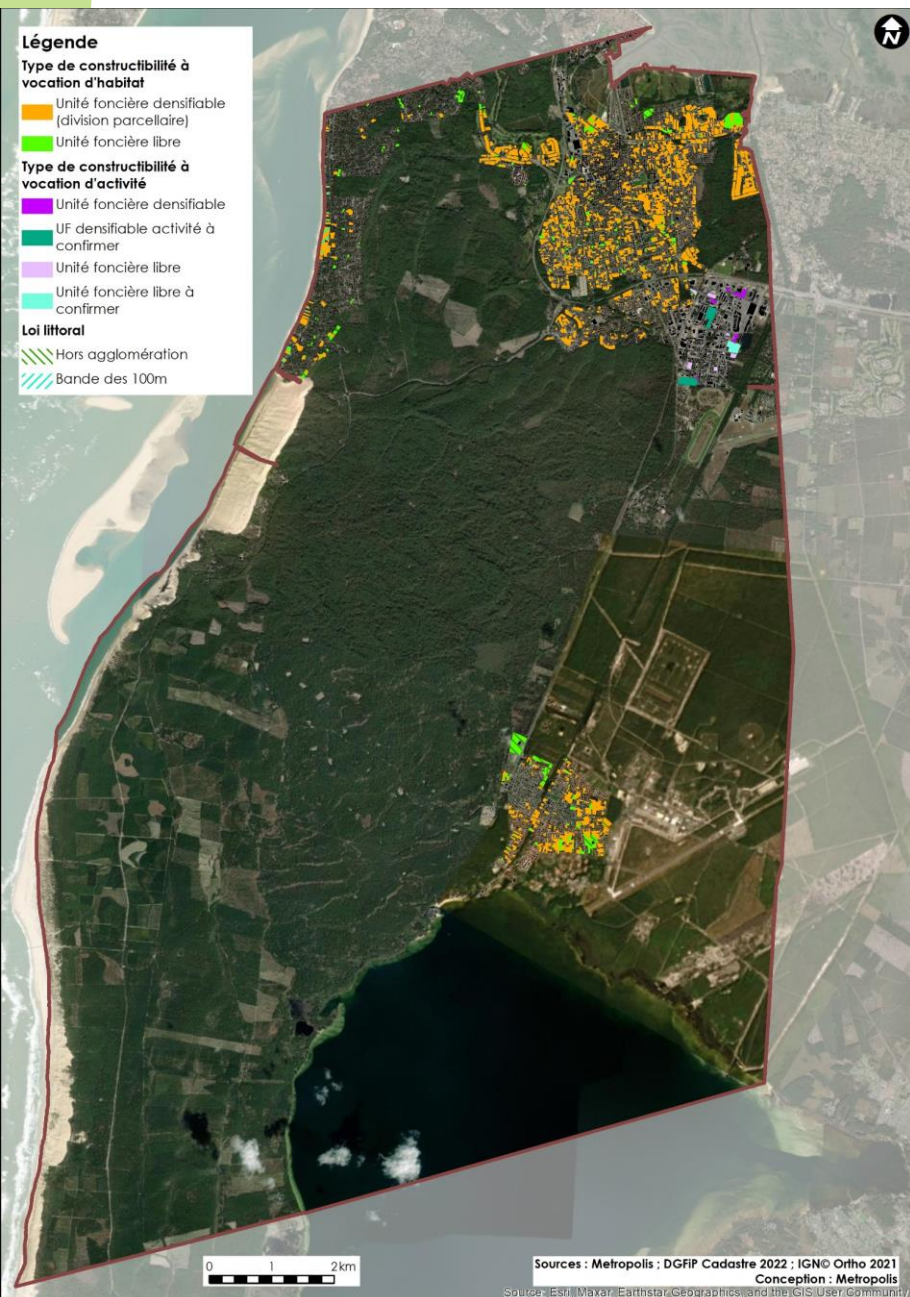 N
Légende
Type de constructibilité à
vocation d'habitat
Unité foncière densifiable
(division parcellaire)
Unité foncière libre
Type de constructibilité à
vocation d'activité
Unité foncière densifiable
UF densifiable activité à
confirmer
Unité foncière libre
Unité foncière libre à
confirmer
Loi littoral
Hors agglomération
Bande des 100m
0 1 2km
Sources : Metropolis ; DGFiP Cadastre 2022 ; IGN© Ortho 2021
Conception : Metropolis
Source: Esri, Maxar, Earthstar Geographics, and the GIS User Community